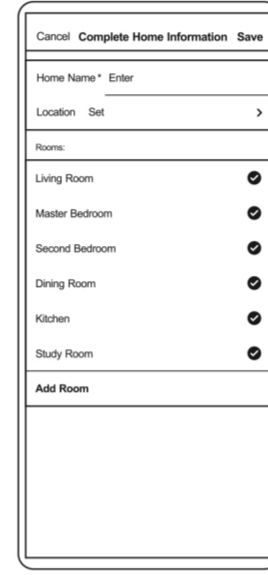 Cancel Complete Home Information Save
Home Name* Enter
Location Set
Rooms:
Living Room
Master Bedroom
Second Bedroom
Dining Room
Kitchen
Study Room
Add Room